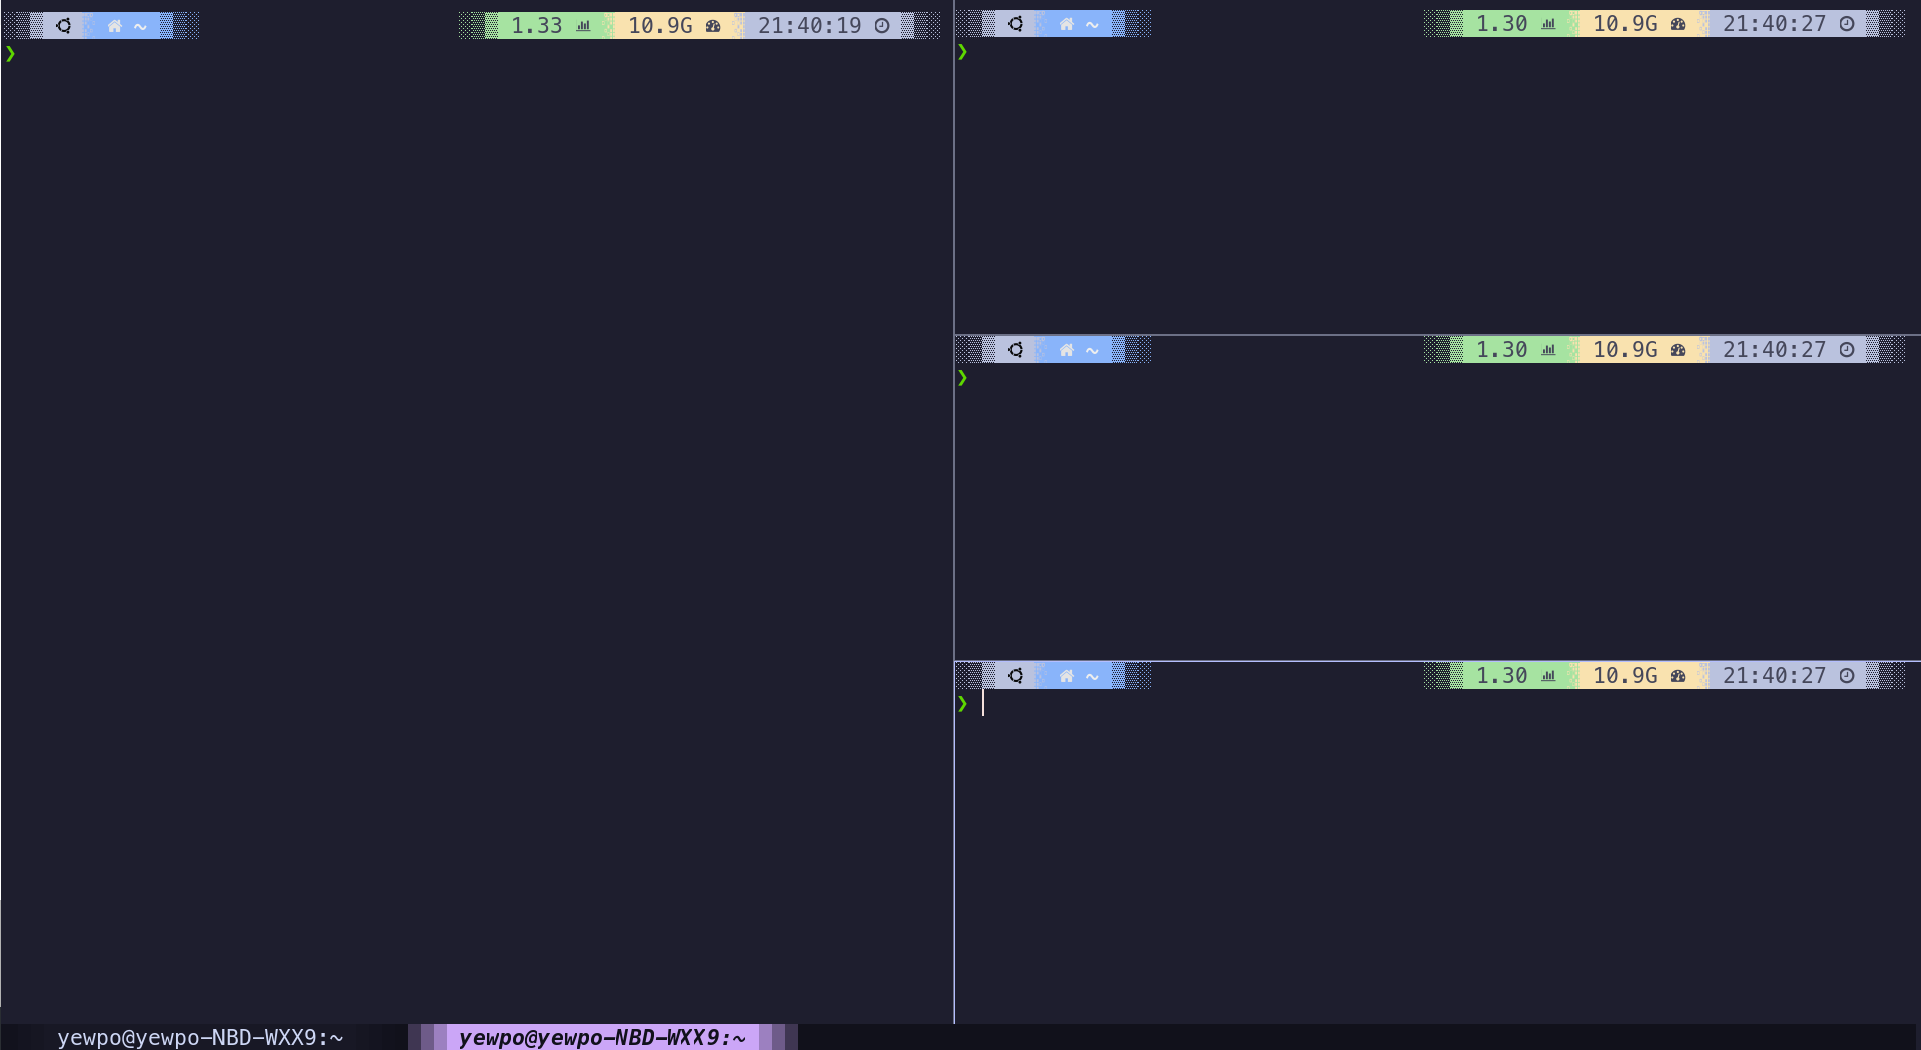 ~ 1.33 10.9G 21:40:19
❯
~ 1.30 10.9G 21:40:27
❯
~ 1.30 10.9G 21:40:27
❯
~ 1.30 10.9G 21:40:27
❯
yewpo@yewpo-NBD-WXX9:~ yewpo@yewpo-NBD-WXX9:~